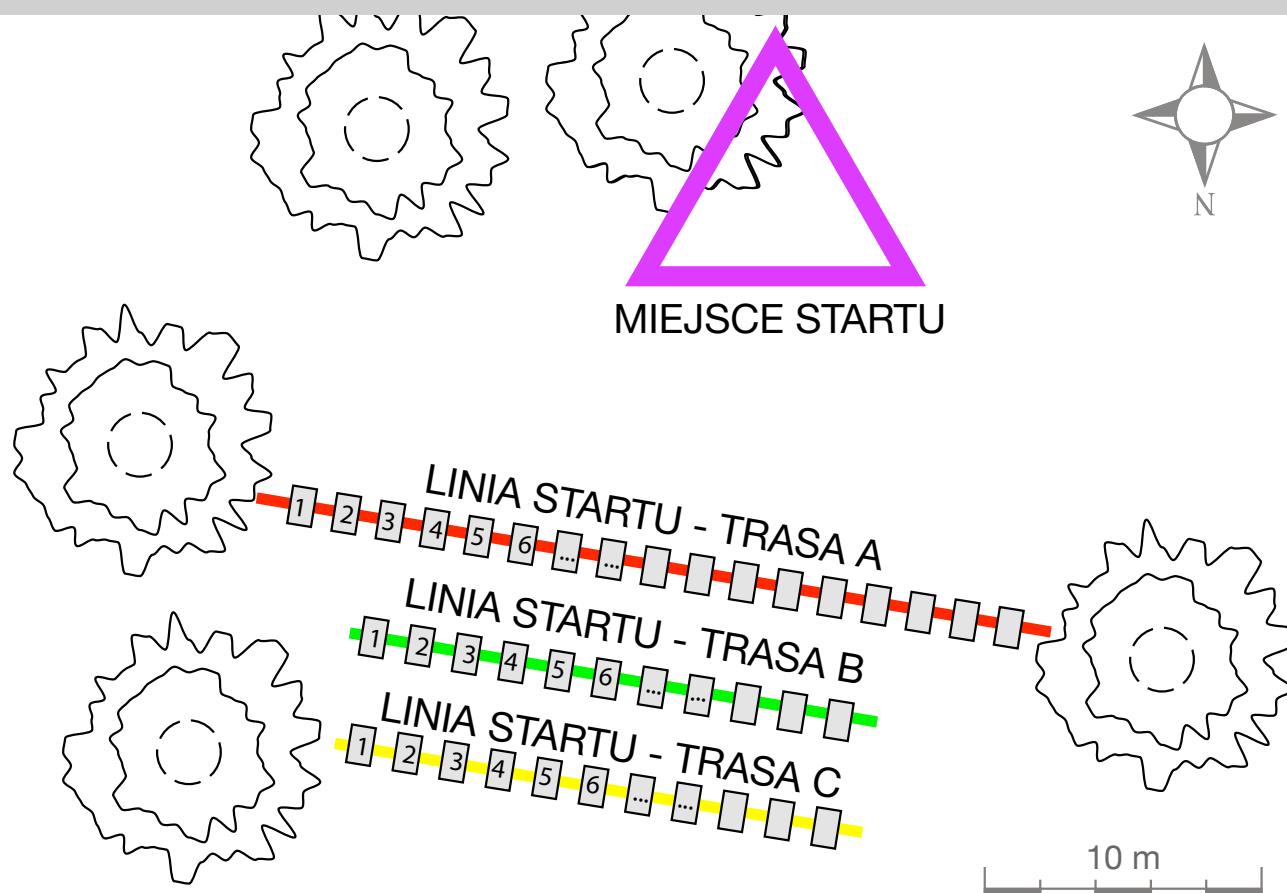 N
MIEJSCE STARTU
LINIA STARTU - TRASA A
1 2 3 4 5 6 ... ...
LINIA STARTU - TRASA B
1 2 3 4 5 6 ... ...
LINIA STARTU - TRASA C
1 2 3 4 5 6 ... ...
10 m